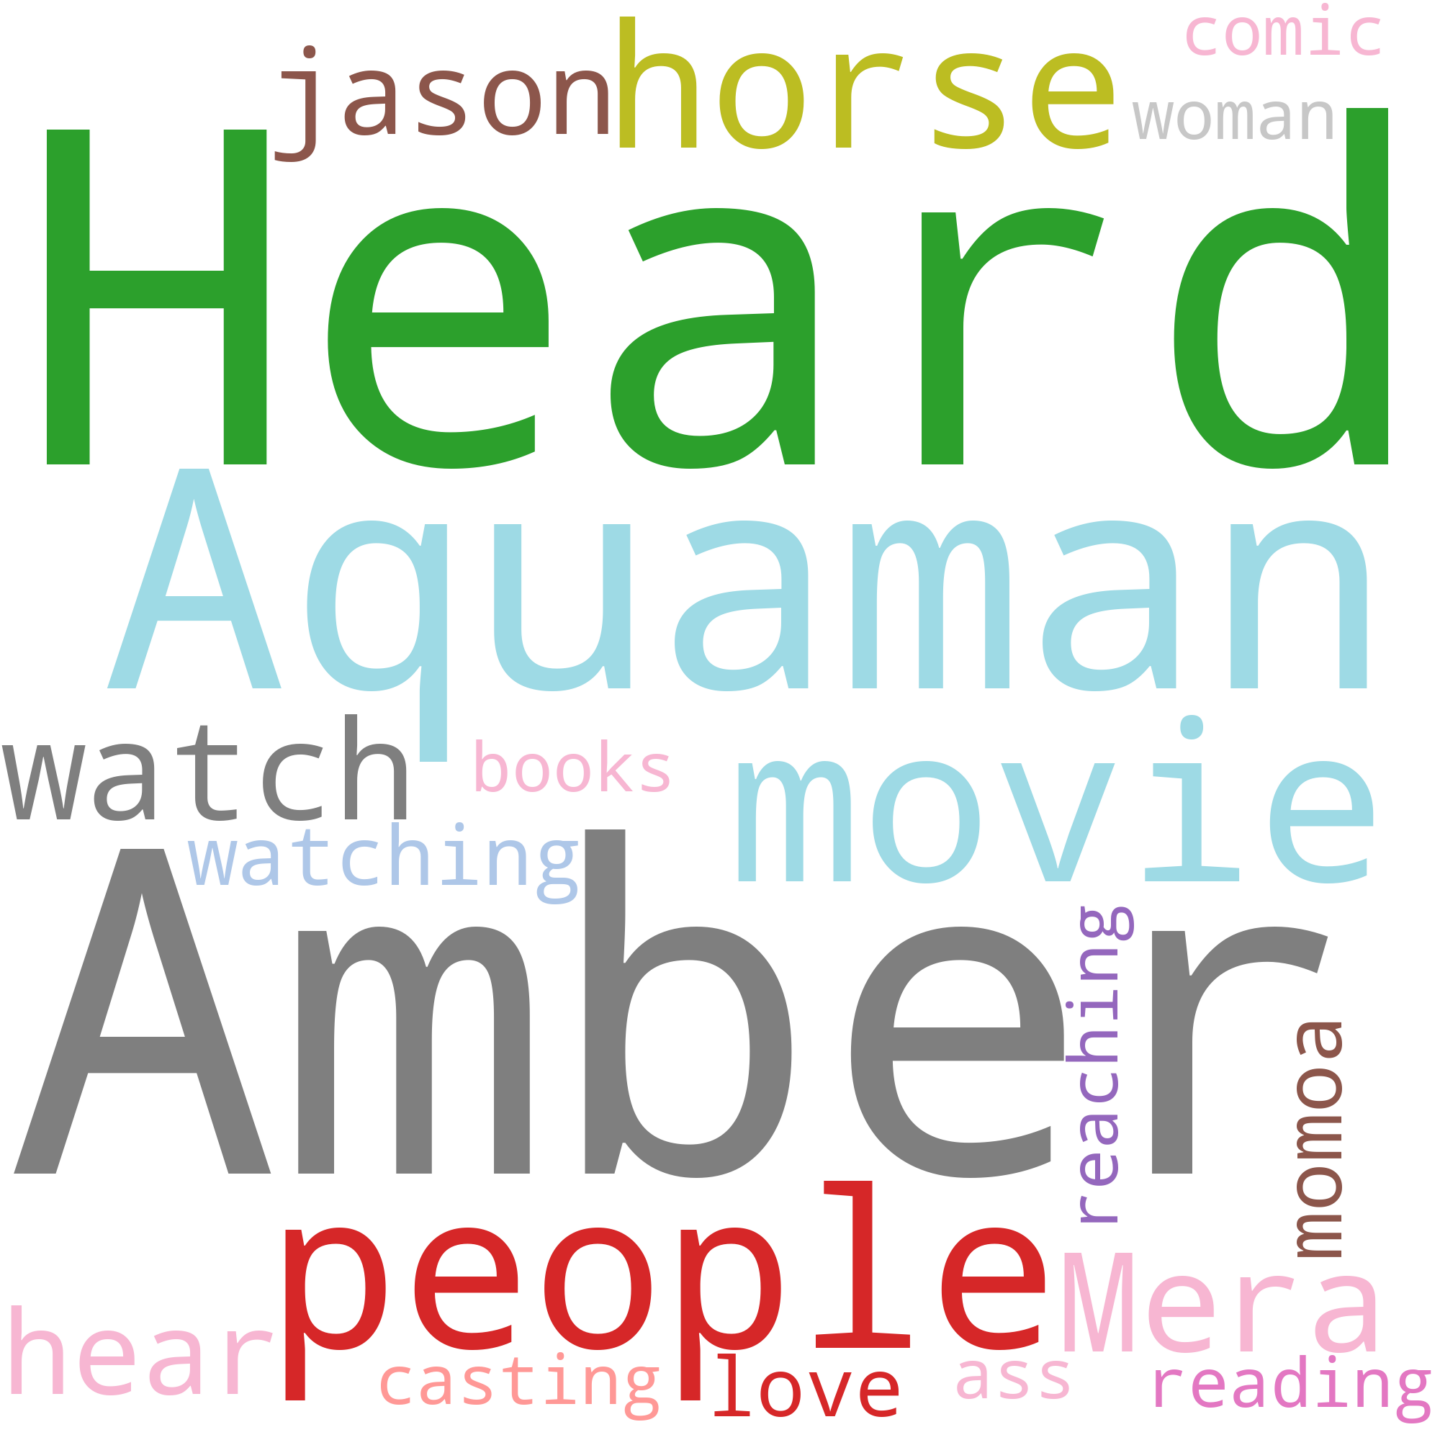 comic
jason horse
woman
Heard
Aquaman
watch books movie
watching
Amber
reaching
momoa
people Mera
hear casting love ass reading